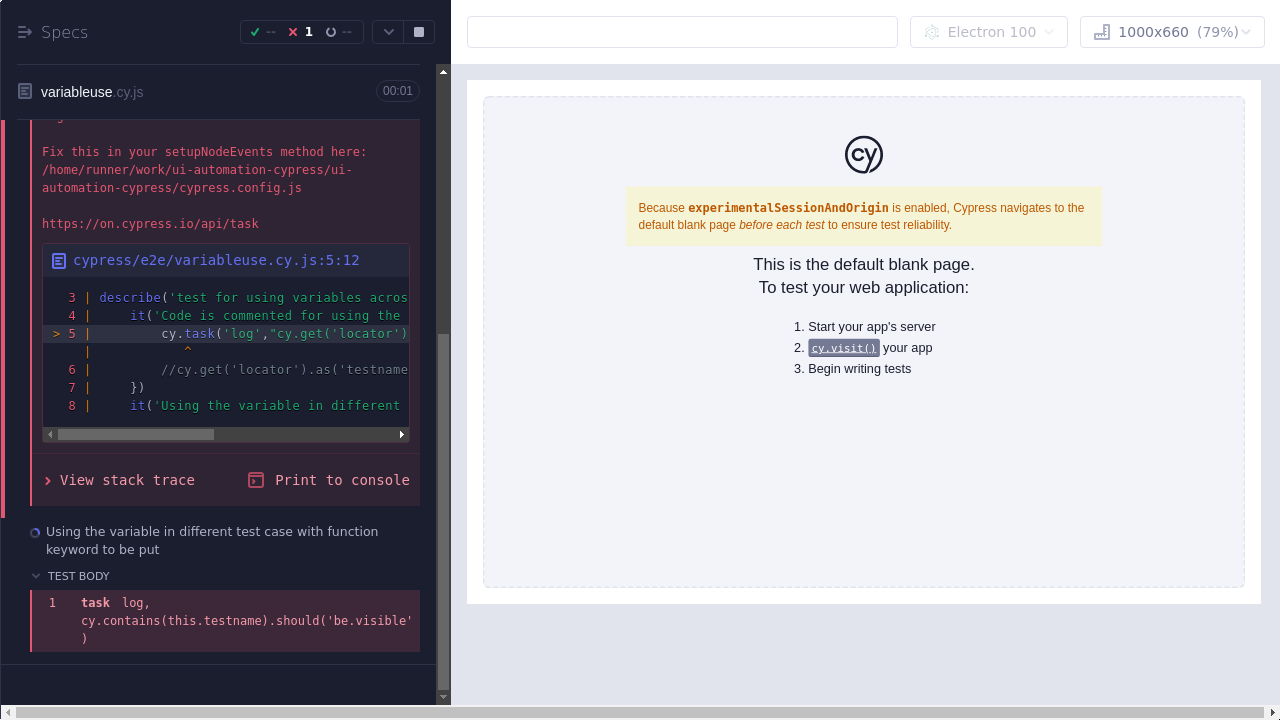 Specs
-- 1 --
Electron 100
1000x660 (79%)
variableuse.cy.js
00:01
Fix this in your setupNodeEvents method here:
/home/runner/work/ui-automation-cypress/ui-
automation-cypress/cypress.config.js
https://on.cypress.io/api/task
cypress/e2e/variableuse.cy.js:5:12
3 | describe('test for using variables acros
4 |     it('Code is commented for using the
> 5 |         cy.task('log',"cy.get('locator')
|            ^
6 |         //cy.get('locator').as('testname
7 |     })
8 |     it('Using the variable in different
View stack trace
Print to console
Using the variable in different test case with function
keyword to be put
TEST BODY
1 task log,
cy.contains(this.testname).should('be.visible'
)
cy
Because experimentalSessionAndOrigin is enabled, Cypress navigates to the
default blank page before each test to ensure test reliability.
This is the default blank page.
To test your web application:
1. Start your app's server
2. cy.visit() your app
3. Begin writing tests